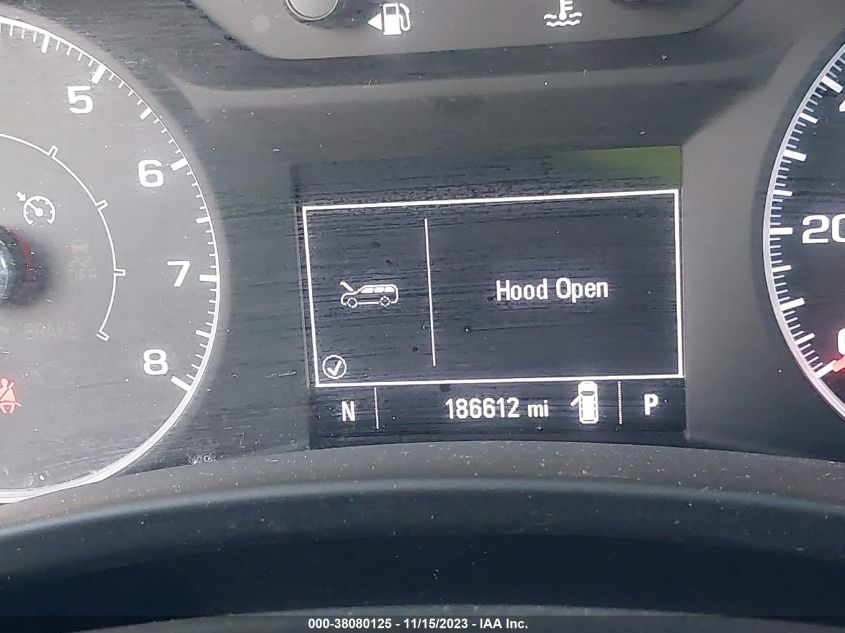 E
5
6
OFF
20
7
Hood Open
BRAKE
8
N
186612 mi
P
000-38080125 - 11/15/2023 - IAA Inc.